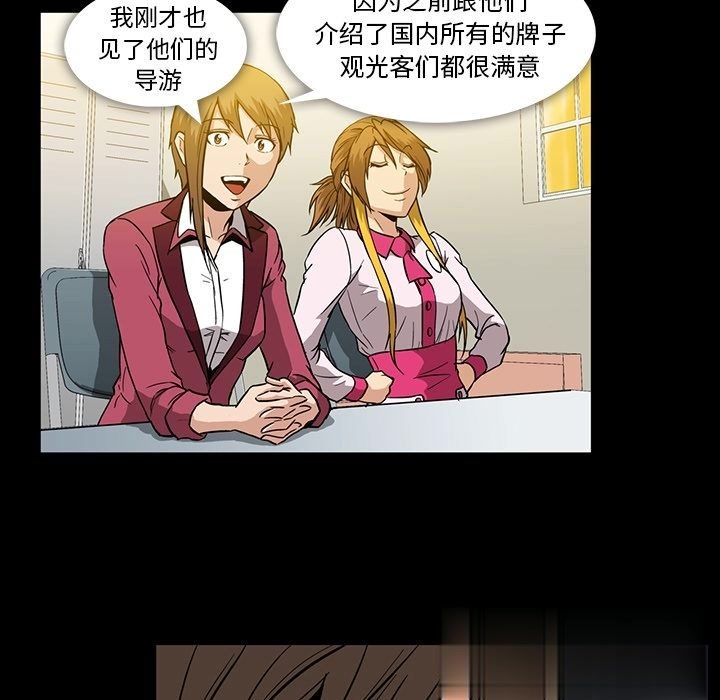 我刚才也
见了他们的
导游
因为之前跟他们
介绍了国内所有的牌子
观光客们都很满意